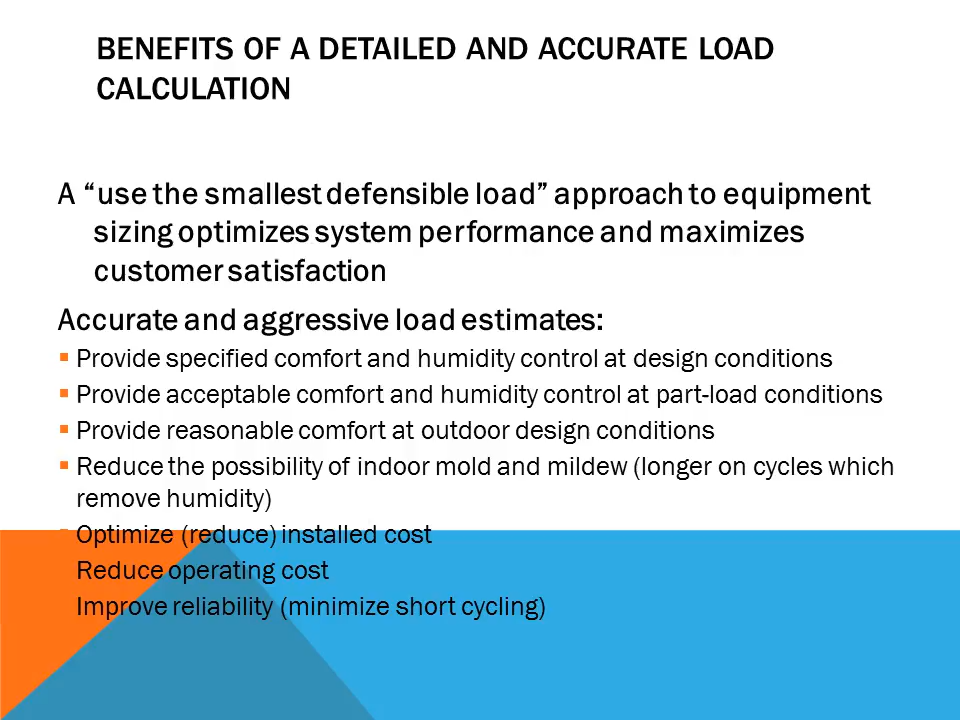 BENEFITS OF A DETAILED AND ACCURATE LOAD
CALCULATION
A “use the smallest defensible load” approach to equipment
sizing optimizes system performance and maximizes
customer satisfaction
Accurate and aggressive load estimates:
▪ Provide specified comfort and humidity control at design conditions
▪ Provide acceptable comfort and humidity control at part-load conditions
▪ Provide reasonable comfort at outdoor design conditions
▪ Reduce the possibility of indoor mold and mildew (longer on cycles which
remove humidity)
▪ Optimize (reduce) installed cost
Reduce operating cost
Improve reliability (minimize short cycling)